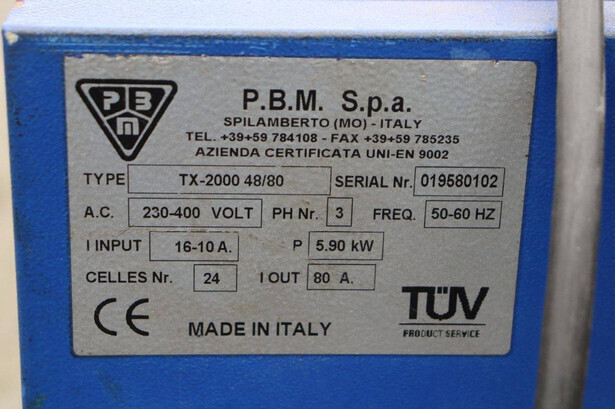 P B M
P.B.M. S.p.a.
SPILAMBERTO (MO) - ITALY
TEL. +39+59 784108 - FAX +39+59 785235
AZIENDA CERTIFICATA UNI-EN 9002
TYPE TX-2000 48/80 SERIAL Nr. 019580102
A.C. 230-400 VOLT PH Nr. 3 FREQ. 50-60 HZ
I INPUT 16-10 A. P 5.90 kW
CELLES Nr. 24 I OUT 80 A.
CE MADE IN ITALY TÜV
PRODUCT SERVICE